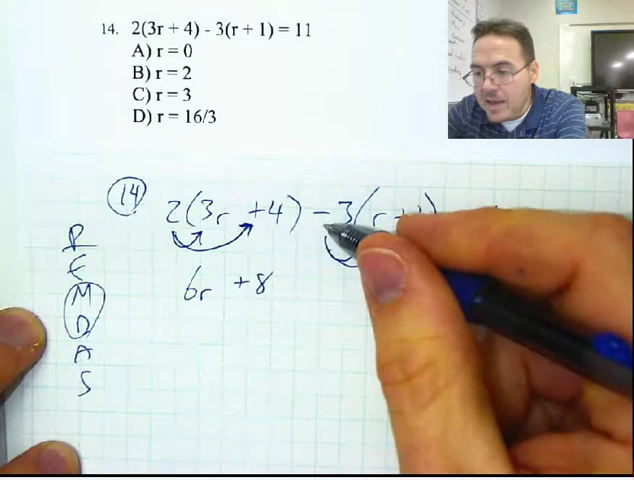 14. 2(3r + 4) - 3(r + 1) = 11
A) r = 0
B) r = 2
C) r = 3
D) r = 16/3
14 2(3r +4) -3(r+1)
6r +8
P
E
M
D
A
S